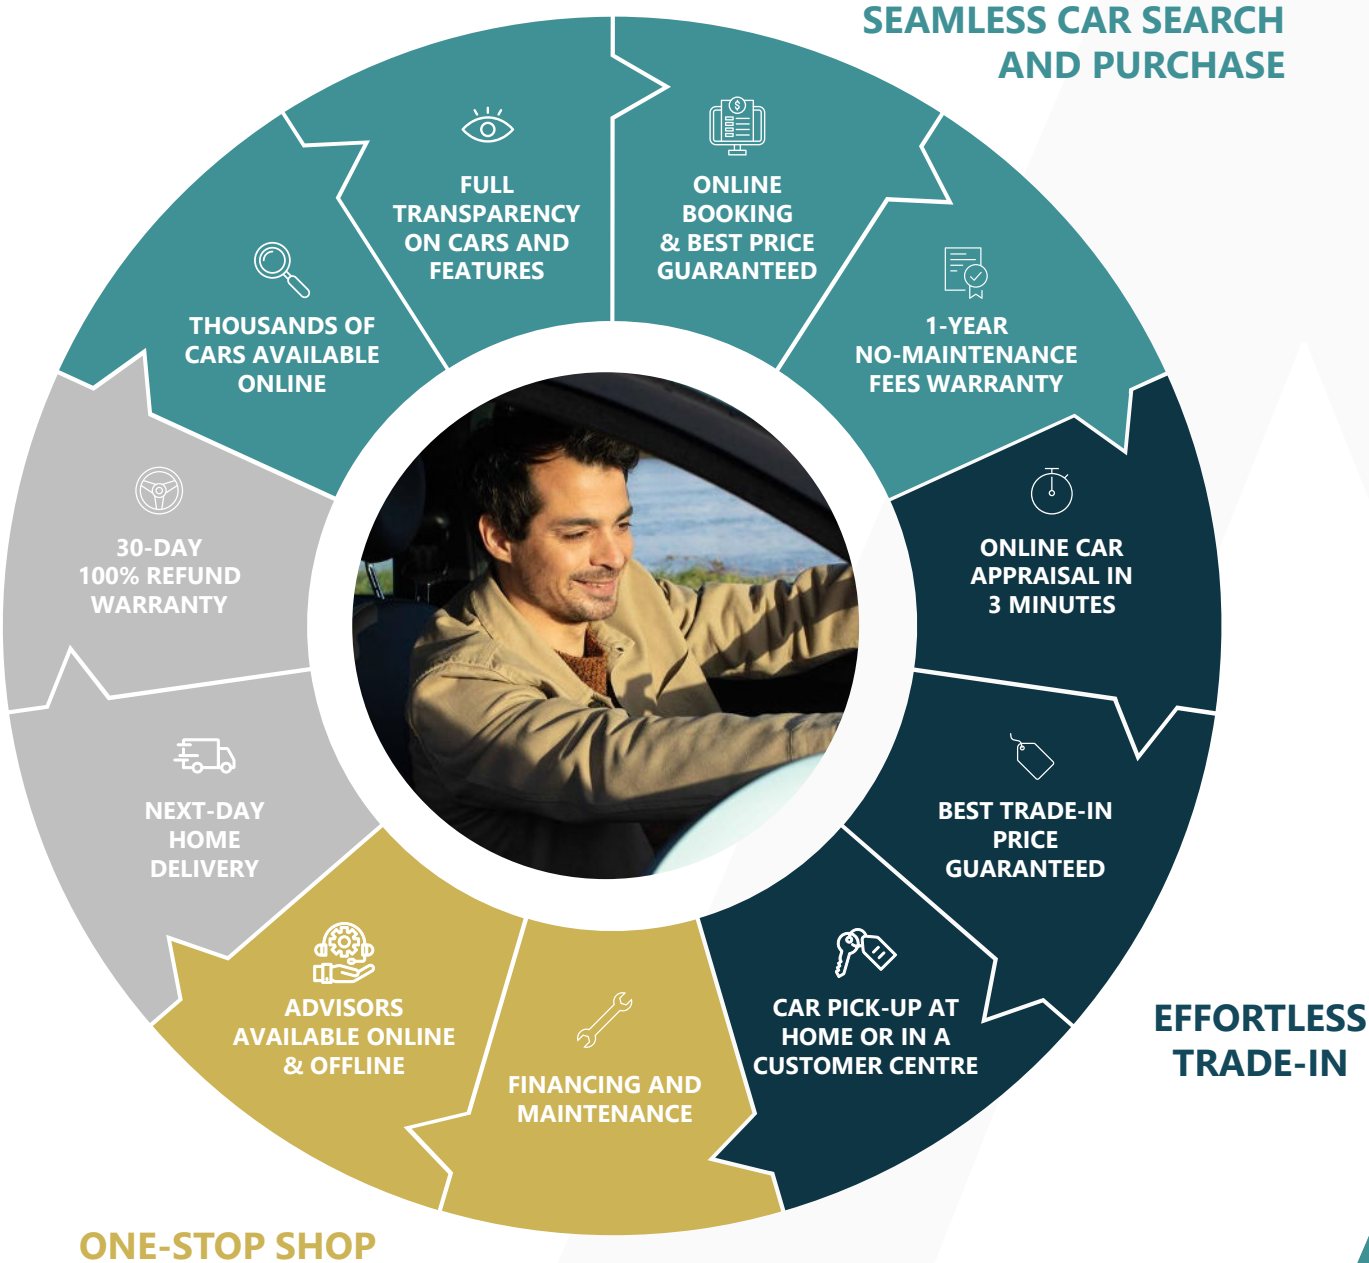 SEAMLESS CAR SEARCH
AND PURCHASE
FULL
TRANSPARENCY
ON CARS AND
FEATURES
ONLINE
BOOKING
& BEST PRICE
GUARANTEED
THOUSANDS OF
CARS AVAILABLE
ONLINE
1-YEAR
NO-MAINTENANCE
FEES WARRANTY
30-DAY
100% REFUND
WARRANTY
ONLINE CAR
APPRAISAL IN
3 MINUTES
NEXT-DAY
HOME
DELIVERY
BEST TRADE-IN
PRICE
GUARANTEED
ADVISORS
AVAILABLE ONLINE
& OFFLINE
FINANCING AND
MAINTENANCE
CAR PICK-UP AT
HOME OR IN A
CUSTOMER CENTRE
EFFORTLESS
TRADE-IN
ONE-STOP SHOP